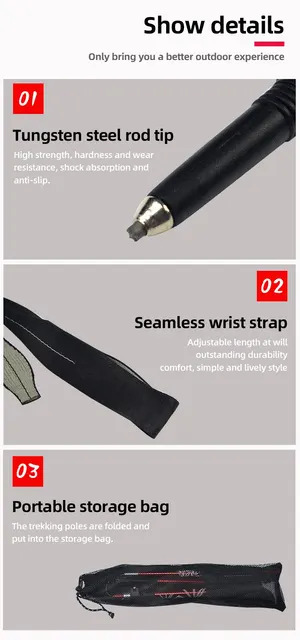 Show details
Only bring you a better outdoor experience
01
Tungsten steel rod tip
High strength, hardness and wear
resistance, shock absorption and
anti-slip.
02
Seamless wrist strap
Adjustable length at will
outstanding durability
comfort, simple and lively style
03
Portable storage bag
The trekking poles are folded and
put into the storage bag.